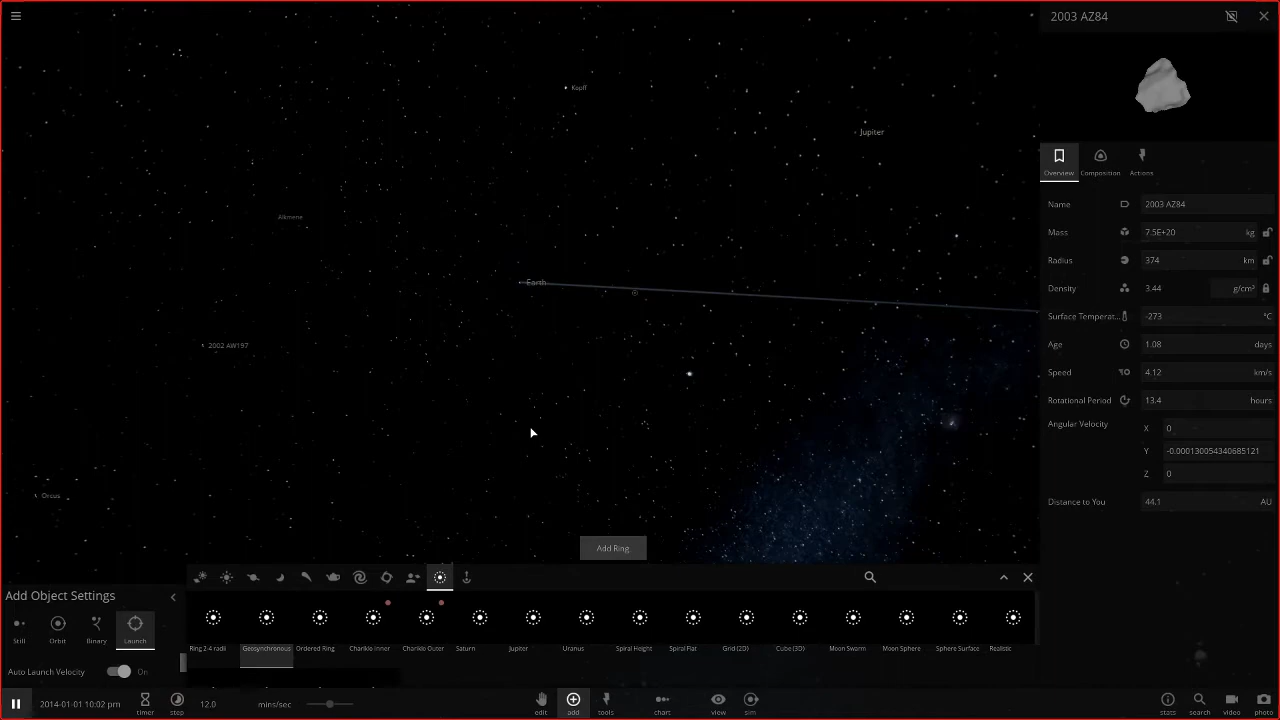 2003 AZ84
Kopff
Jupiter
Alkmene
Earth
2002 AW197
Orcus
Overview
Composition
Actions
Name 2003 AZ84
Mass 7.5E+20 kg
Radius 374 km
Density 3.44 g/cm³
Surface Temperat... -273 °C
Age 1.08 days
Speed 4.12 km/s
Rotational Period 13.4 hours
Angular Velocity X 0
Y -0.000130054340685121
Z 0
Distance to You 44.1 AU
Add Ring
Add Object Settings
Still Orbit Binary Launch
Auto Launch Velocity On
Ring 2-4 radii Geosynchronous Ordered Ring Chariklo Inner Chariklo Outer Saturn Jupiter Uranus Spiral Height Spiral Flat Grid (2D) Cube (3D) Moon Swarm Moon Sphere Sphere Surface Realistic
2014-01-01 10:02 pm timer step 12.0 mins/sec edit add tools chart view sim stats search video photo